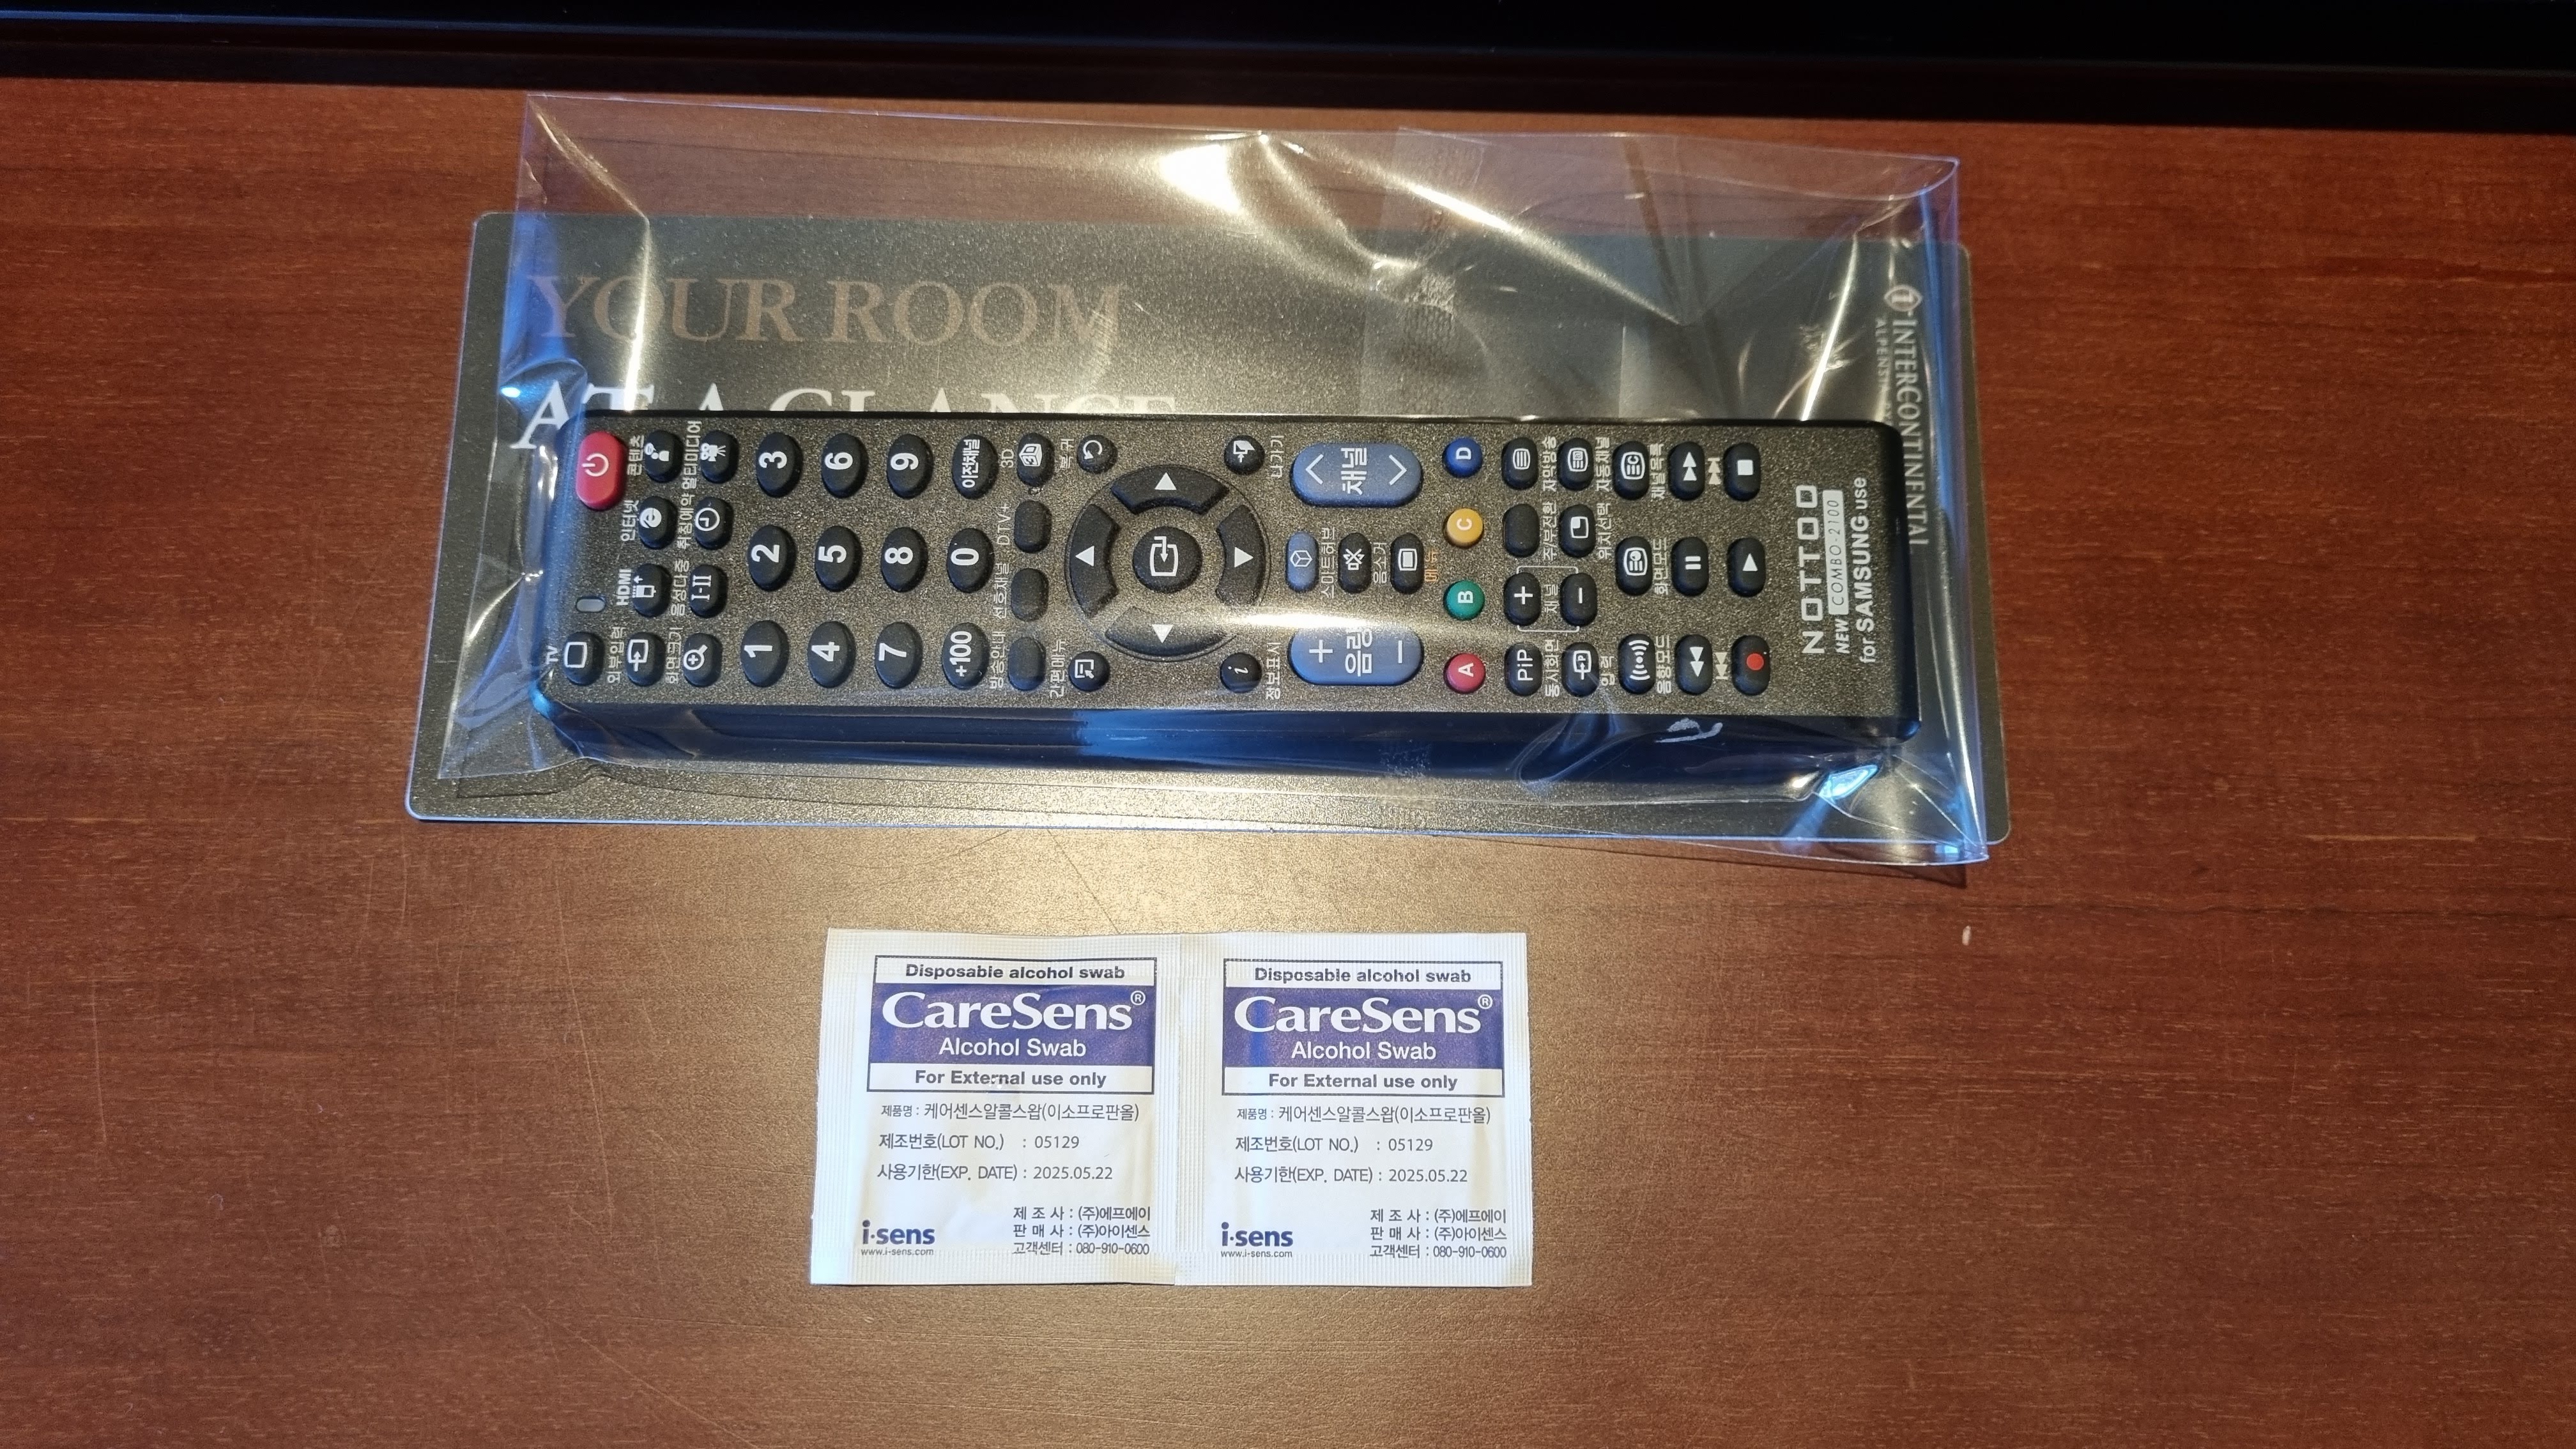 YOUR ROOM
AT A GLANCE
INTERCONTINENTAL
TV
외부입력
HDMI
인터넷
콘텐츠
화면크기
음성다중
I-II
취침예약
멀티미디어
1
2
3
4
5
6
7
8
9
+100
0
이전채널
방송안내
선호채널
DTV+
3D
간편메뉴
복귀
정보표시
나가기
+
음량
−
스마트허브
음소거
메뉴
채널
A
B
C
D
PiP
동시화면
+
채널
−
주/부전환
자막방송
입력
위치선택
자동채널
음향모드
화면모드
채널목록
NOTTOO
NEW COMBO-2100
for SAMSUNG use
Disposable alcohol swab
CareSens®
Alcohol Swab
For External use only
제품명 : 케어센스알콜스왑(이소프로판올)
제조번호(LOT NO.) : 05129
사용기한(EXP. DATE) : 2025.05.22
제 조 사 : (주)에프에이
판 매 사 : (주)아이센스
고객센터 : 080-910-0600
i·sens
www.i-sens.com
Disposable alcohol swab
CareSens®
Alcohol Swab
For External use only
제품명 : 케어센스알콜스왑(이소프로판올)
제조번호(LOT NO.) : 05129
사용기한(EXP. DATE) : 2025.05.22
제 조 사 : (주)에프에이
판 매 사 : (주)아이센스
고객센터 : 080-910-0600
i·sens
www.i-sens.com